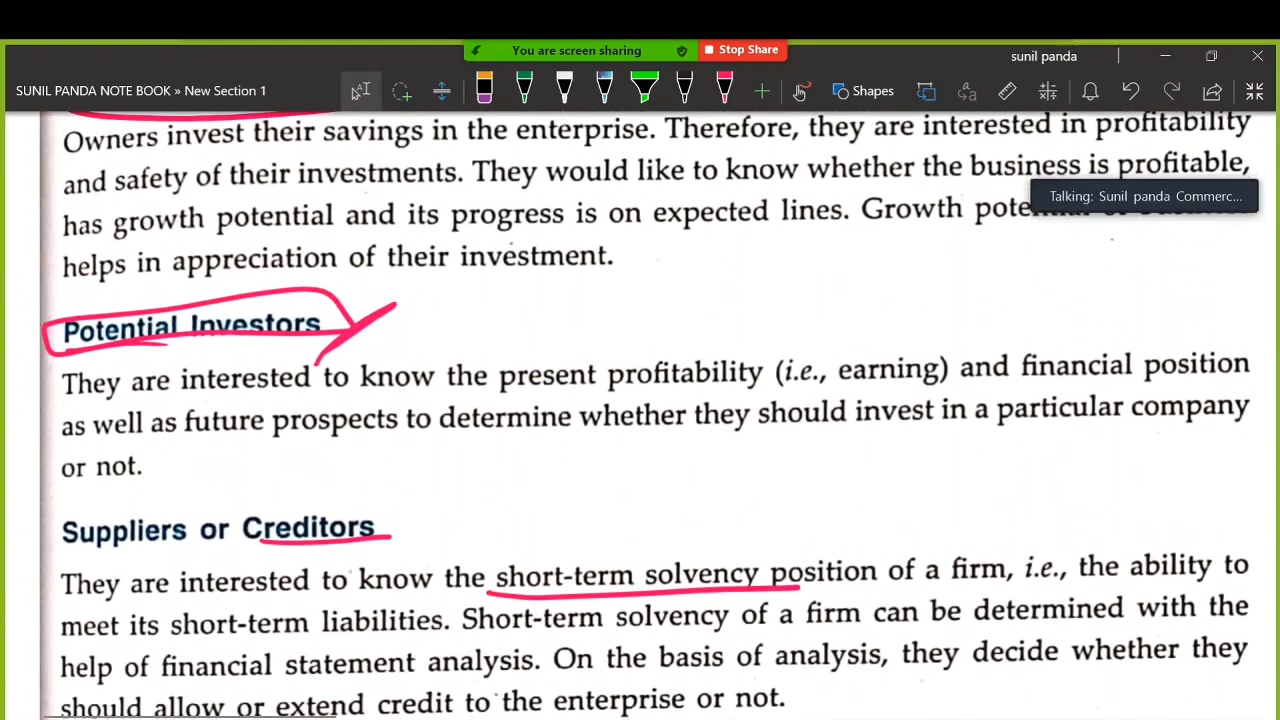 You are screen sharing
Stop Share
sunil panda
SUNIL PANDA NOTE BOOK » New Section 1
Shapes
Owners invest their savings in the enterprise. Therefore, they are interested in profitability
and safety of their investments. They would like to know whether the business is profitable,
Talking: Sunil panda Commerc...
has growth potential and its progress is on expected lines. Growth
helps in appreciation of their investment.
Potential Investors
They are interested to know the present profitability (i.e., earning) and financial position
as well as future prospects to determine whether they should invest in a particular company
or not.
Suppliers or Creditors
They are interested to know the short-term solvency position of a firm, i.e., the ability to
meet its short-term liabilities. Short-term solvency of a firm can be determined with the
help of financial statement analysis. On the basis of analysis, they decide whether they
should allow or extend credit to the enterprise or not.